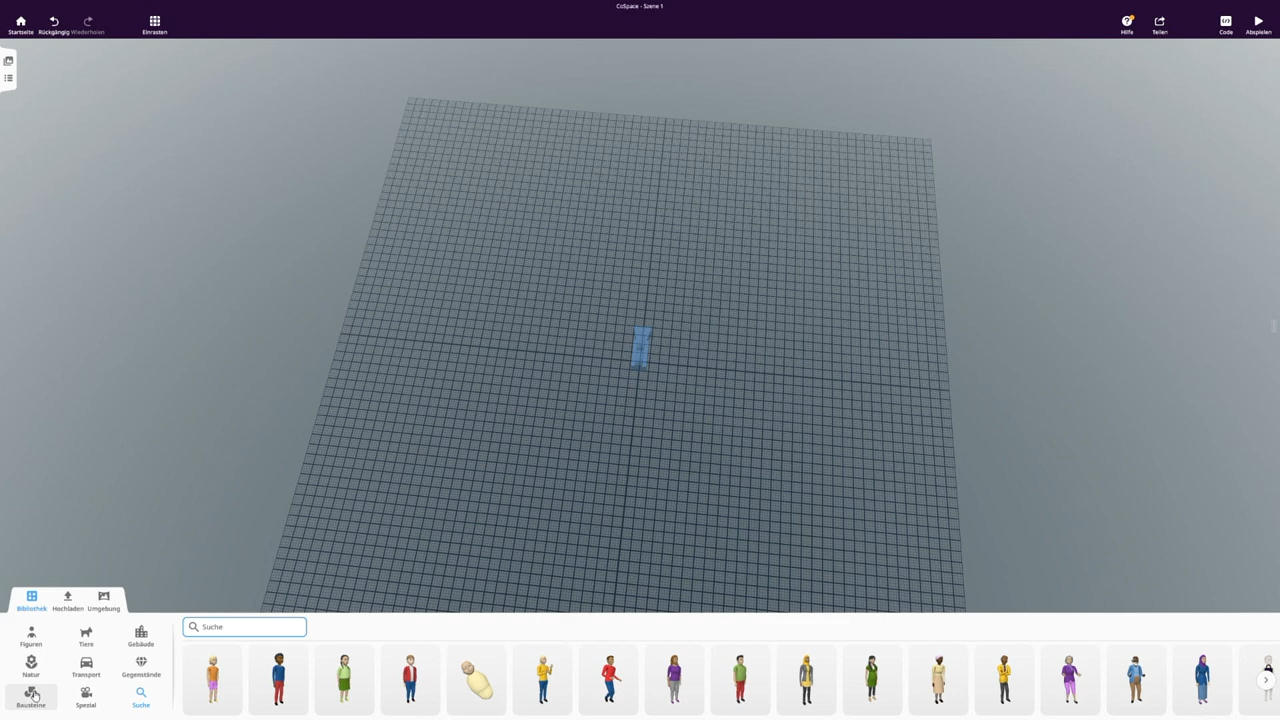 CoSpace - Szene 1
Startseite Rückgängig Wiederholen Einrasten Hilfe Teilen Code Abspielen
Bibliothek Hochladen Umgebung
Suche
Figuren Tiere Gebäude
Natur Transport Gegenstände
Bausteine Spezial Suche